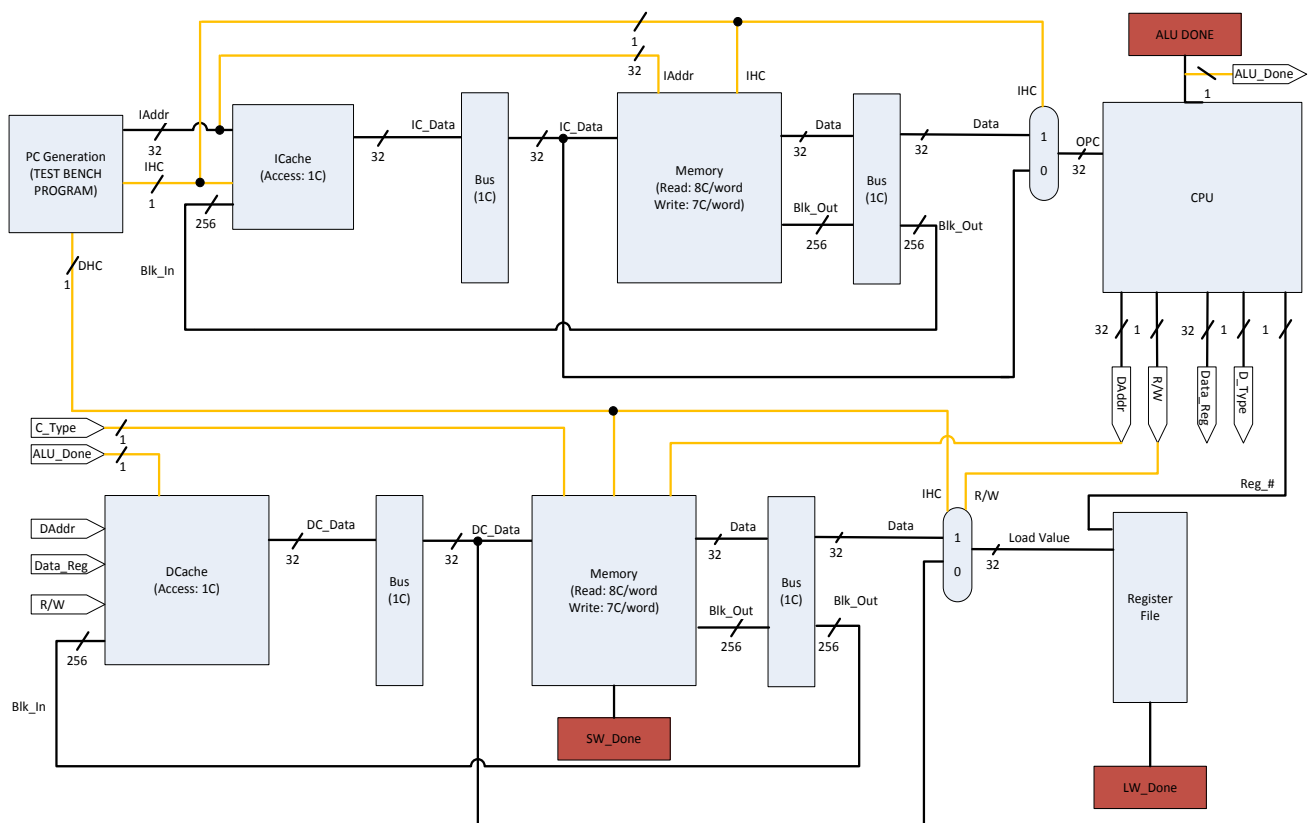 ALU DONE
1
32
ALU_Done
1
IAddr
IHC
IHC
IAddr
32
IHC
1
PC Generation
(TEST BENCH
PROGRAM)
ICache
(Access: 1C)
IC_Data
32
Bus
(1C)
32
IC_Data
Memory
(Read: 8C/word
Write: 7C/word)
Data
32
Blk_Out
256
Bus
(1C)
Data
32
256
Blk_Out
1
0
OPC
32
CPU
256
Blk_In
DHC
1
32
1
32
1
1
DAddr
R/W
Data_Reg
D_Type
C_Type
1
ALU_Done
1
Reg_#
IHC
R/W
DAddr
Data_Reg
R/W
DCache
(Access: 1C)
DC_Data
32
Bus
(1C)
DC_Data
32
Memory
(Read: 8C/word
Write: 7C/word)
Data
32
Blk_Out
256
Bus
(1C)
Data
32
Blk_Out
256
1
0
Load Value
32
Register
File
256
Blk_In
SW_Done
LW_Done